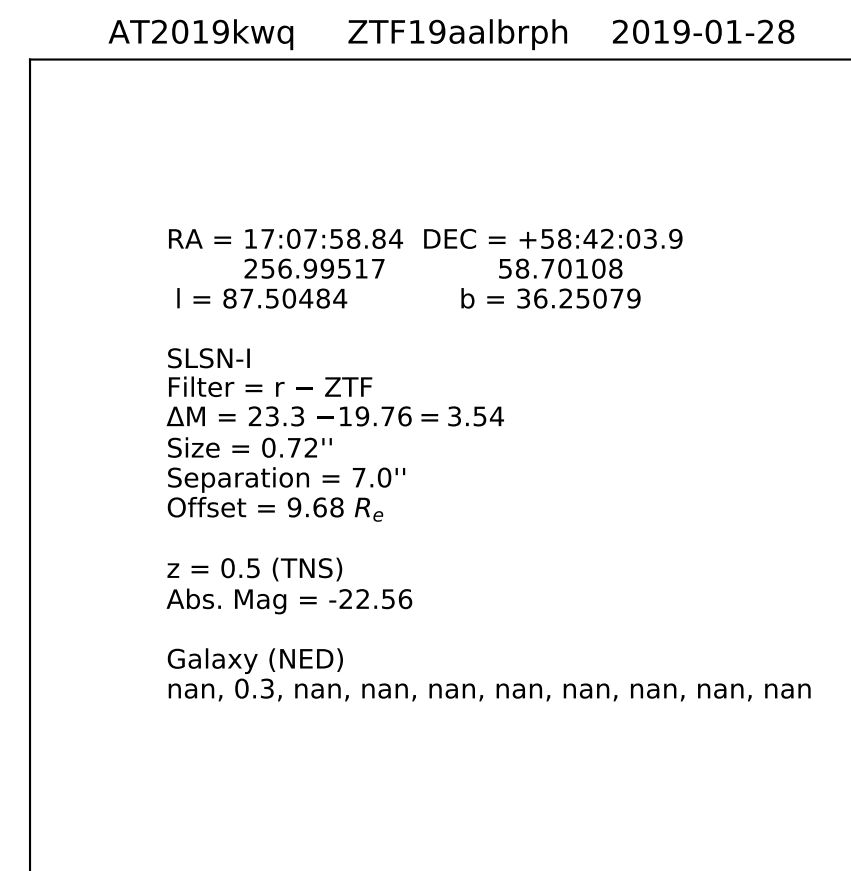 AT2019kwq ZTF19aalbrph 2019-01-28
RA = 17:07:58.84 DEC = +58:42:03.9
256.99517 58.70108
l = 87.50484 b = 36.25079
SLSN-I
Filter = r − ZTF
ΔM = 23.3 −19.76 = 3.54
Size = 0.72''
Separation = 7.0''
Offset = 9.68 Re
z = 0.5 (TNS)
Abs. Mag = -22.56
Galaxy (NED)
nan, 0.3, nan, nan, nan, nan, nan, nan, nan, nan